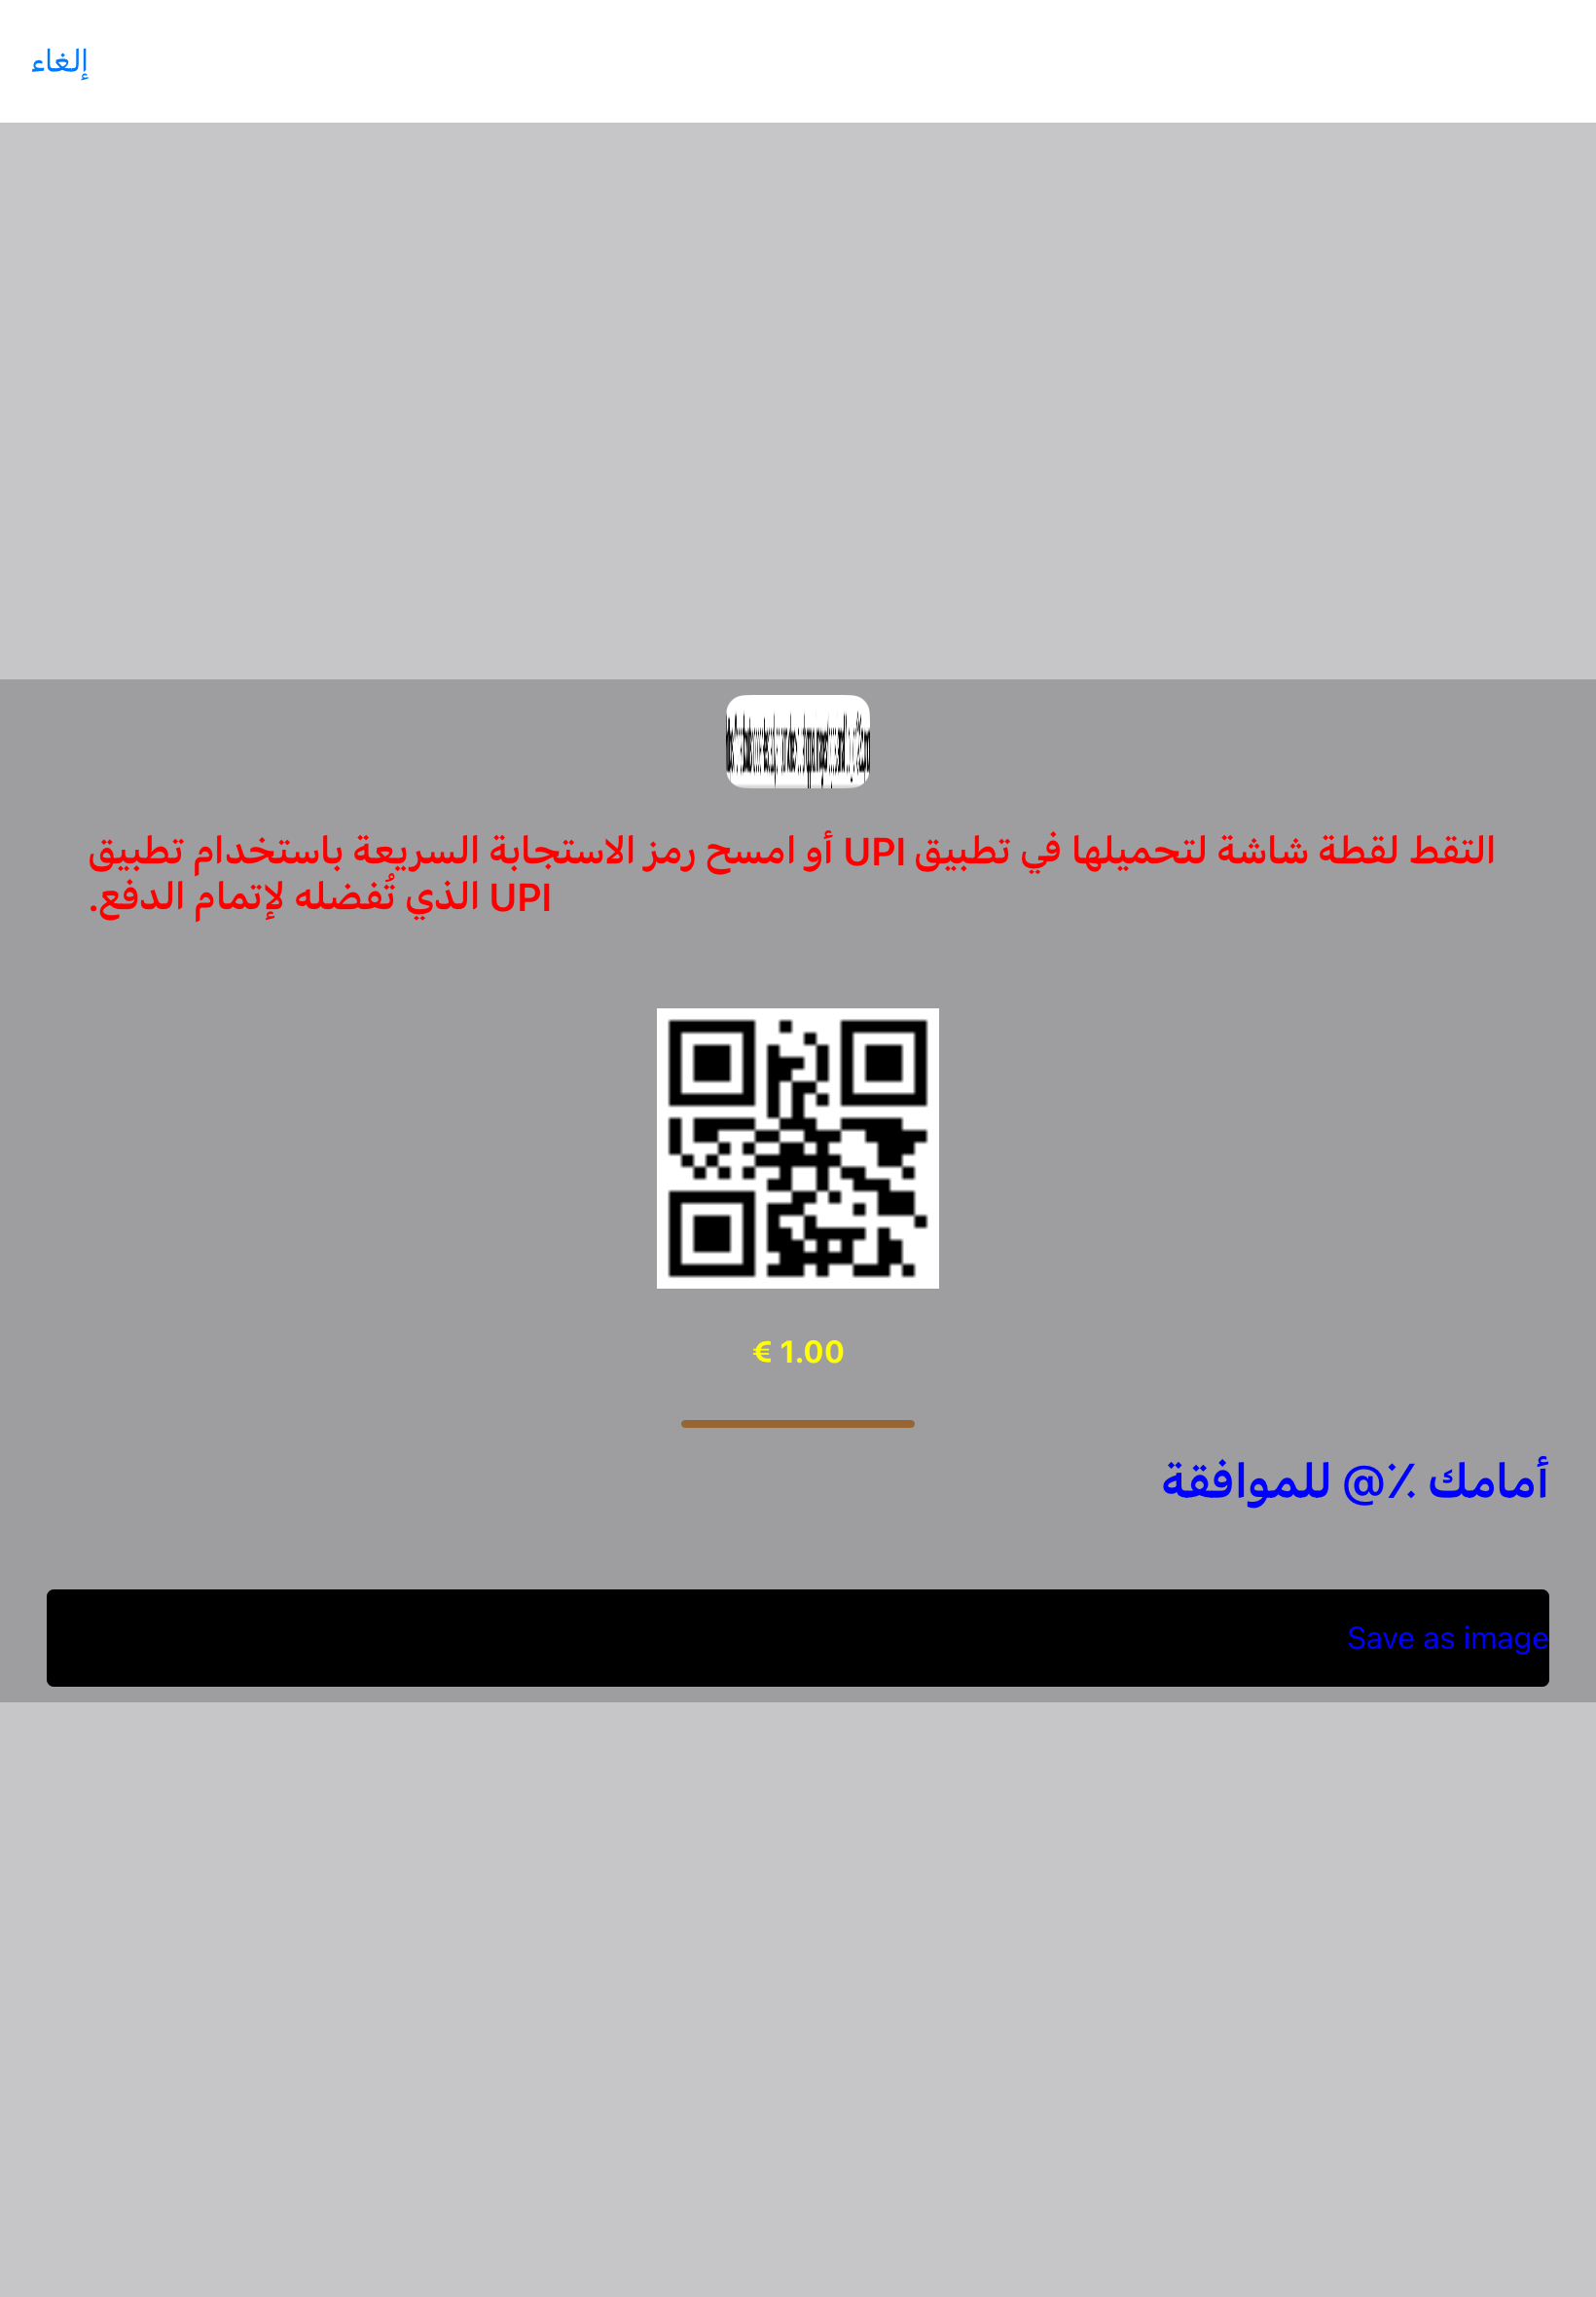 إلغاء
التقط لقطة شاشة لتحميلها في تطبيق UPI أو امسح رمز الاستجابة السريعة باستخدام تطبيق
UPI الذي تُفضله لإتمام الدفع.
€ 1.00
أمامك ٪@ للموافقة
Save as image